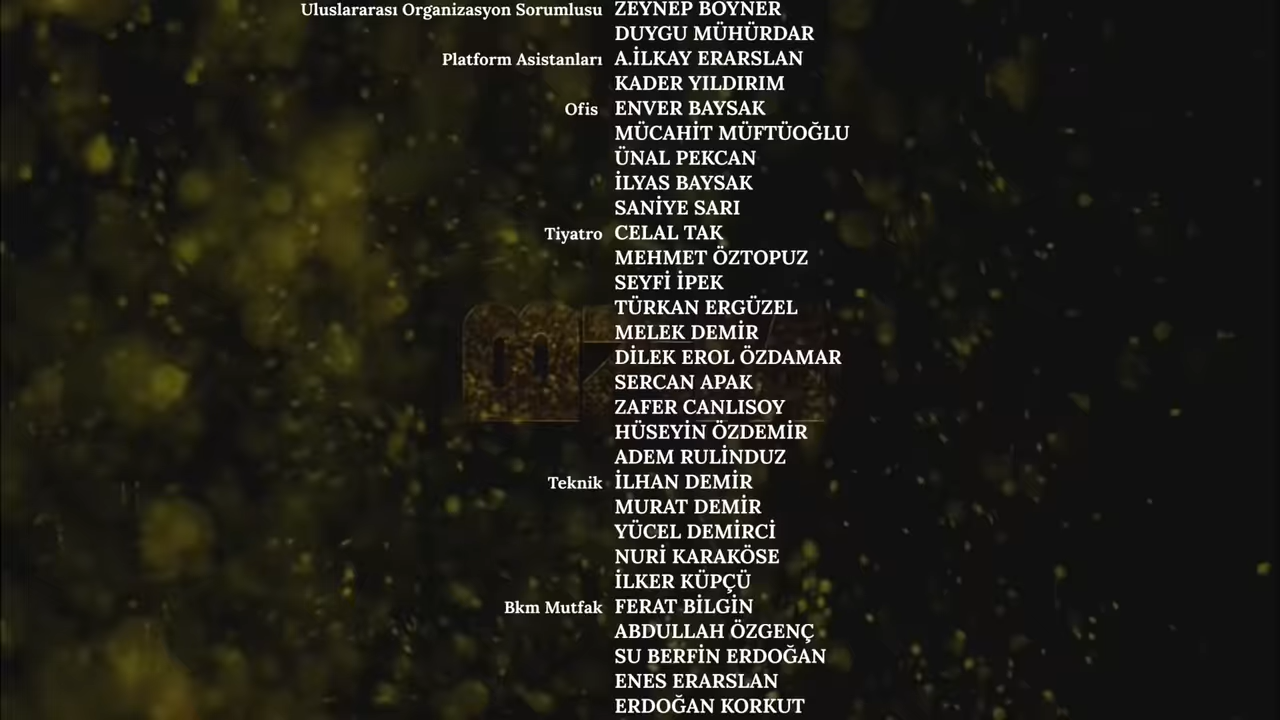 Uluslararası Organizasyon Sorumlusu ZEYNEP BOYNER
DUYGU MÜHÜRDAR
Platform Asistanları A.İLKAY ERARSLAN
KADER YILDIRIM
Ofis ENVER BAYSAK
MÜCAHİT MÜFTÜOĞLU
ÜNAL PEKCAN
İLYAS BAYSAK
SANİYE SARI
Tiyatro CELAL TAK
MEHMET ÖZTOPUZ
SEYFİ İPEK
TÜRKAN ERGÜZEL
MELEK DEMİR
DİLEK EROL ÖZDAMAR
SERCAN APAK
ZAFER CANLISOY
HÜSEYİN ÖZDEMİR
ADEM RULİNDUZ
Teknik İLHAN DEMİR
MURAT DEMİR
YÜCEL DEMİRCİ
NURİ KARAKÖSE
İLKER KÜPÇÜ
Bkm Mutfak FERAT BİLGİN
ABDULLAH ÖZGENÇ
SU BERFİN ERDOĞAN
ENES ERARSLAN
ERDOĞAN KORKUT